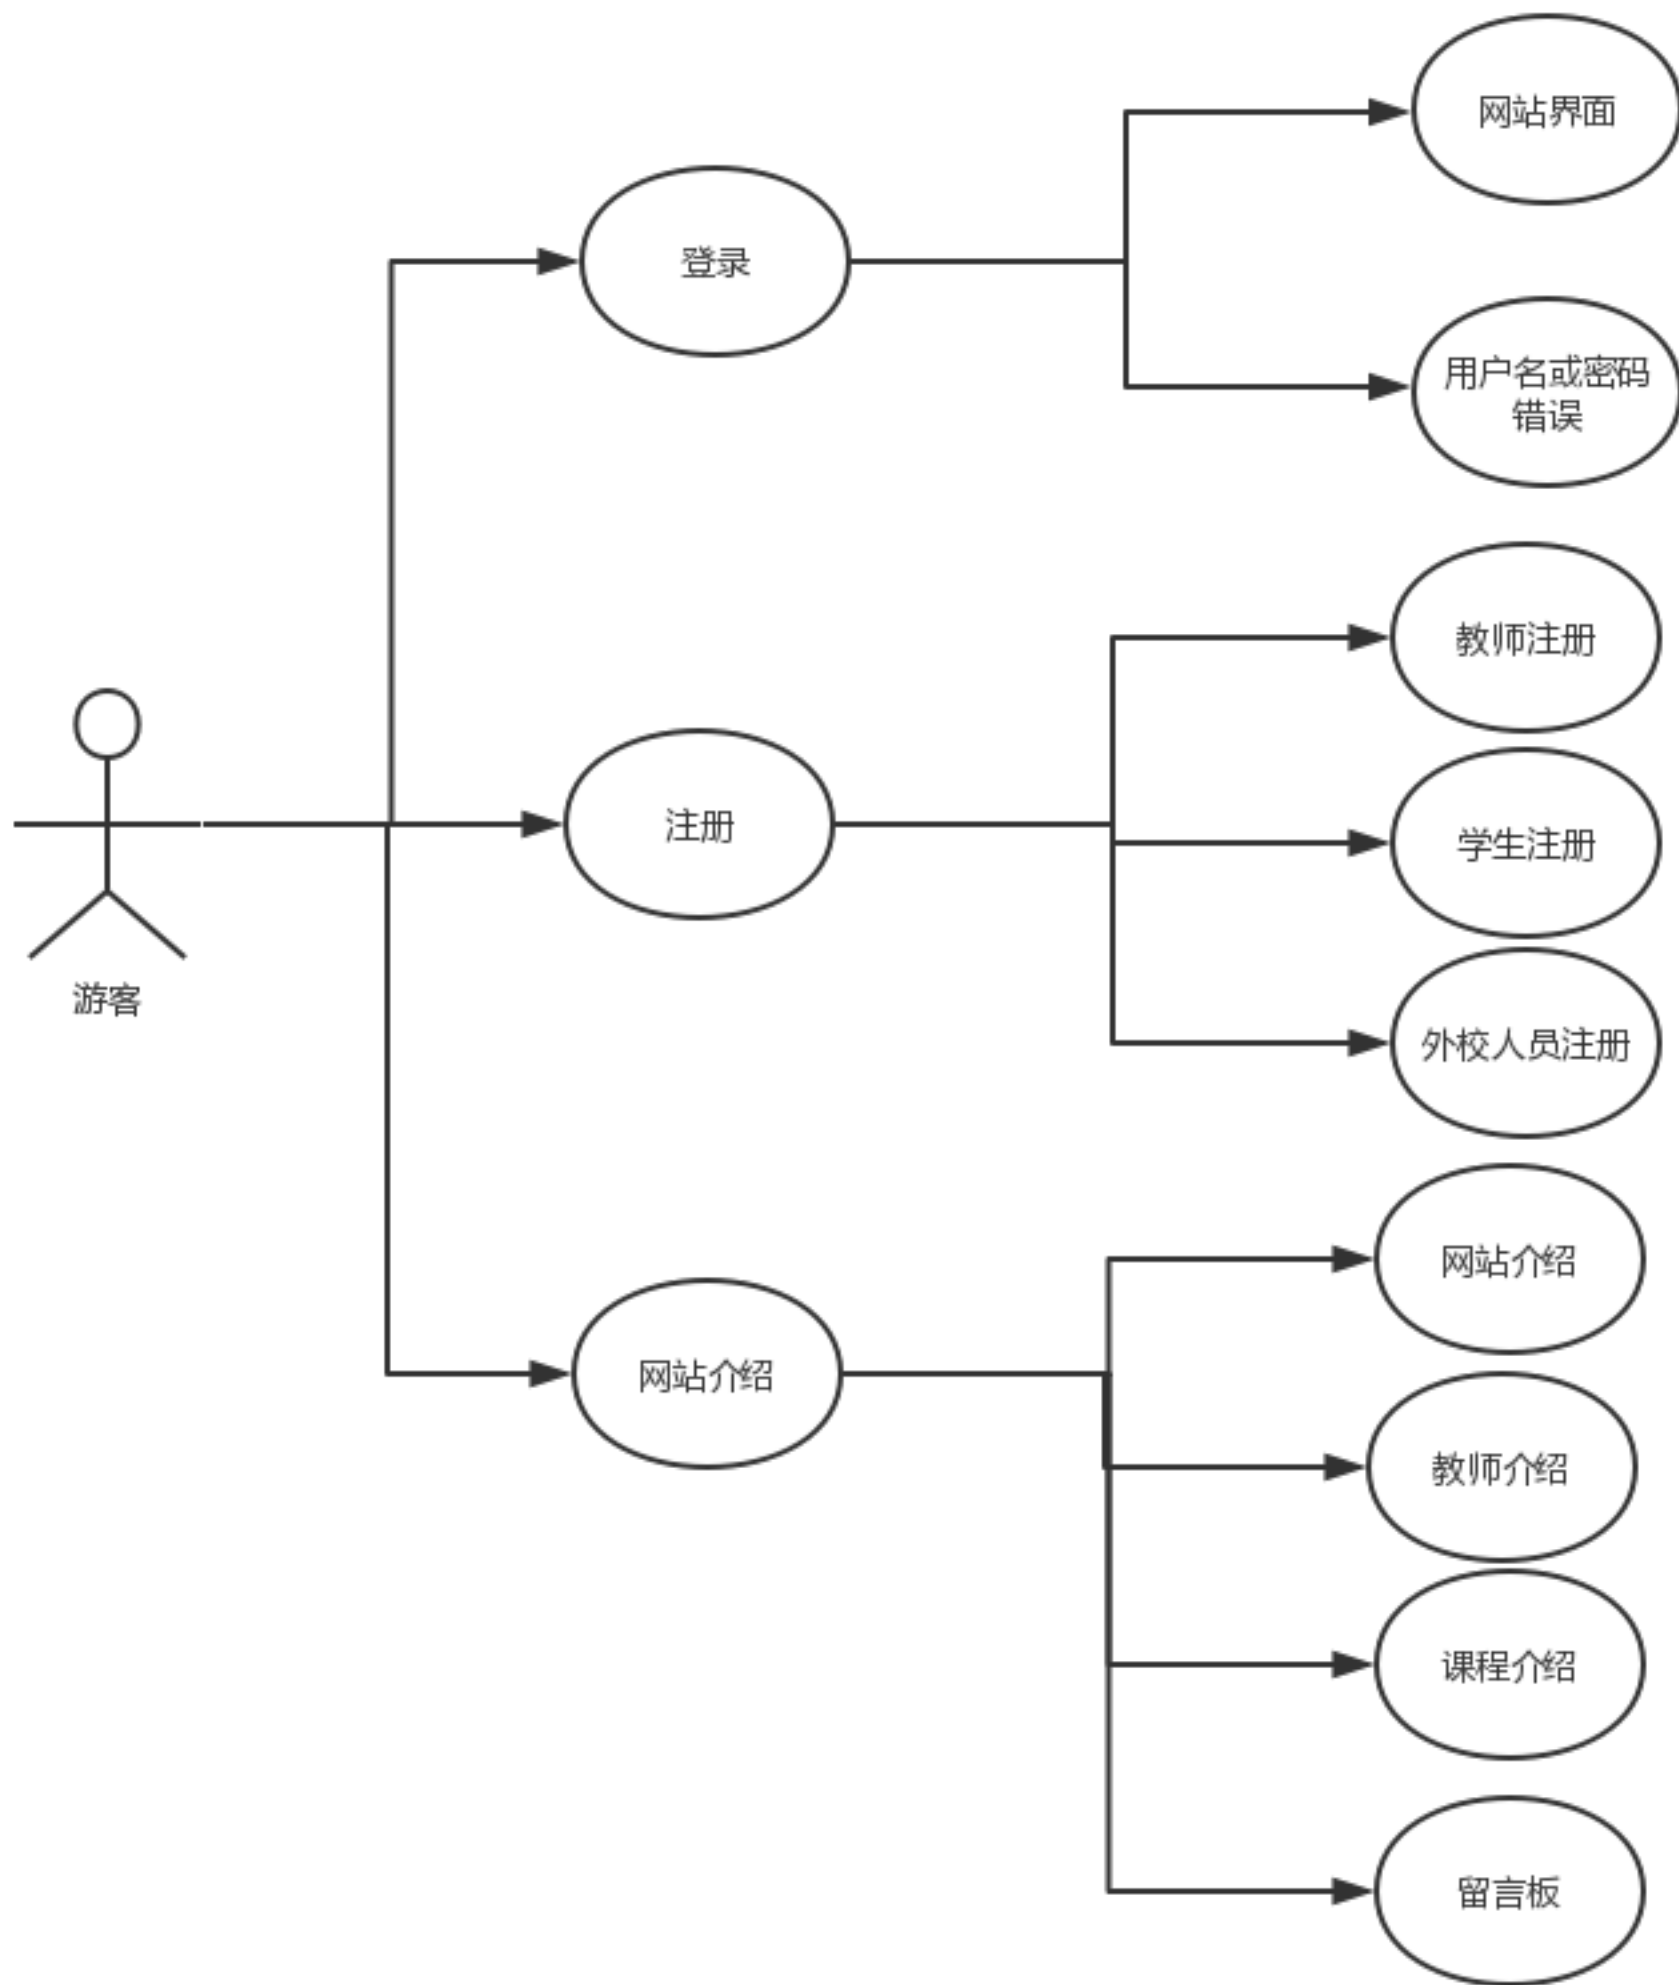 网站界面
登录
用户名或密码
错误
教师注册
注册
学生注册
游客
外校人员注册
网站介绍
网站介绍
教师介绍
课程介绍
留言板